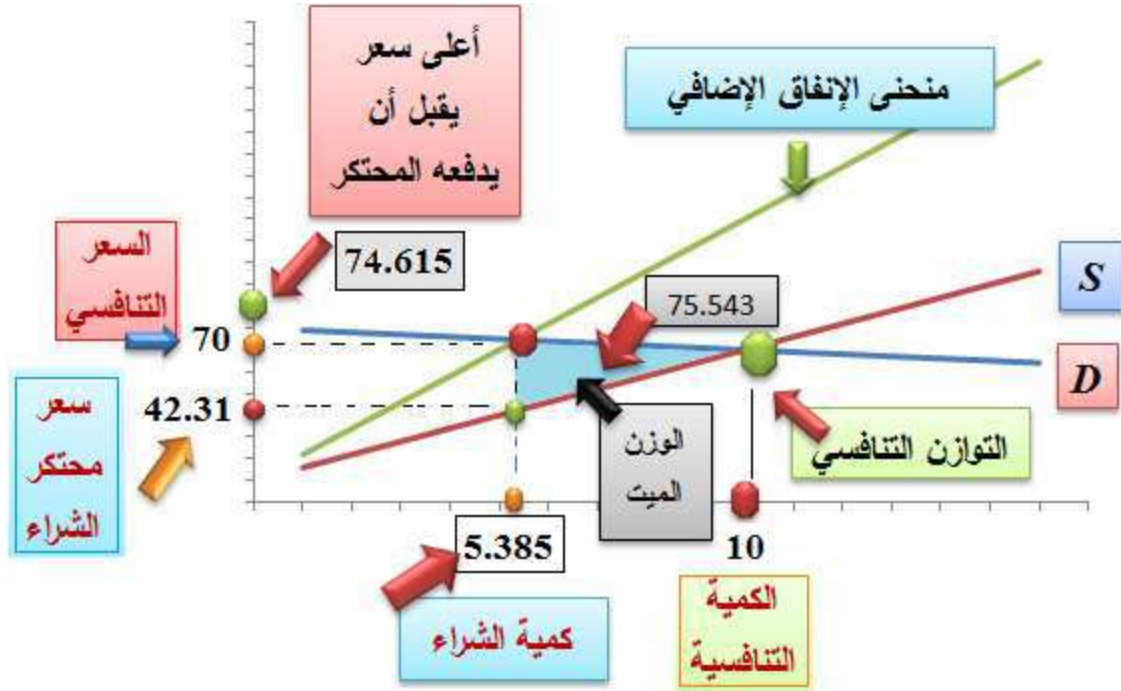 أعلى سعر
يقبل أن
يدفعه المحتكر
منحنى الإنفاق الإضافي
السعر
التنافسي
74.615
75.543
S
70
D
سعر
محتكر
الشراء
42.31
الوزن
الميت
التوازن التنافسي
5.385
10
كمية الشراء
الكمية
التنافسية